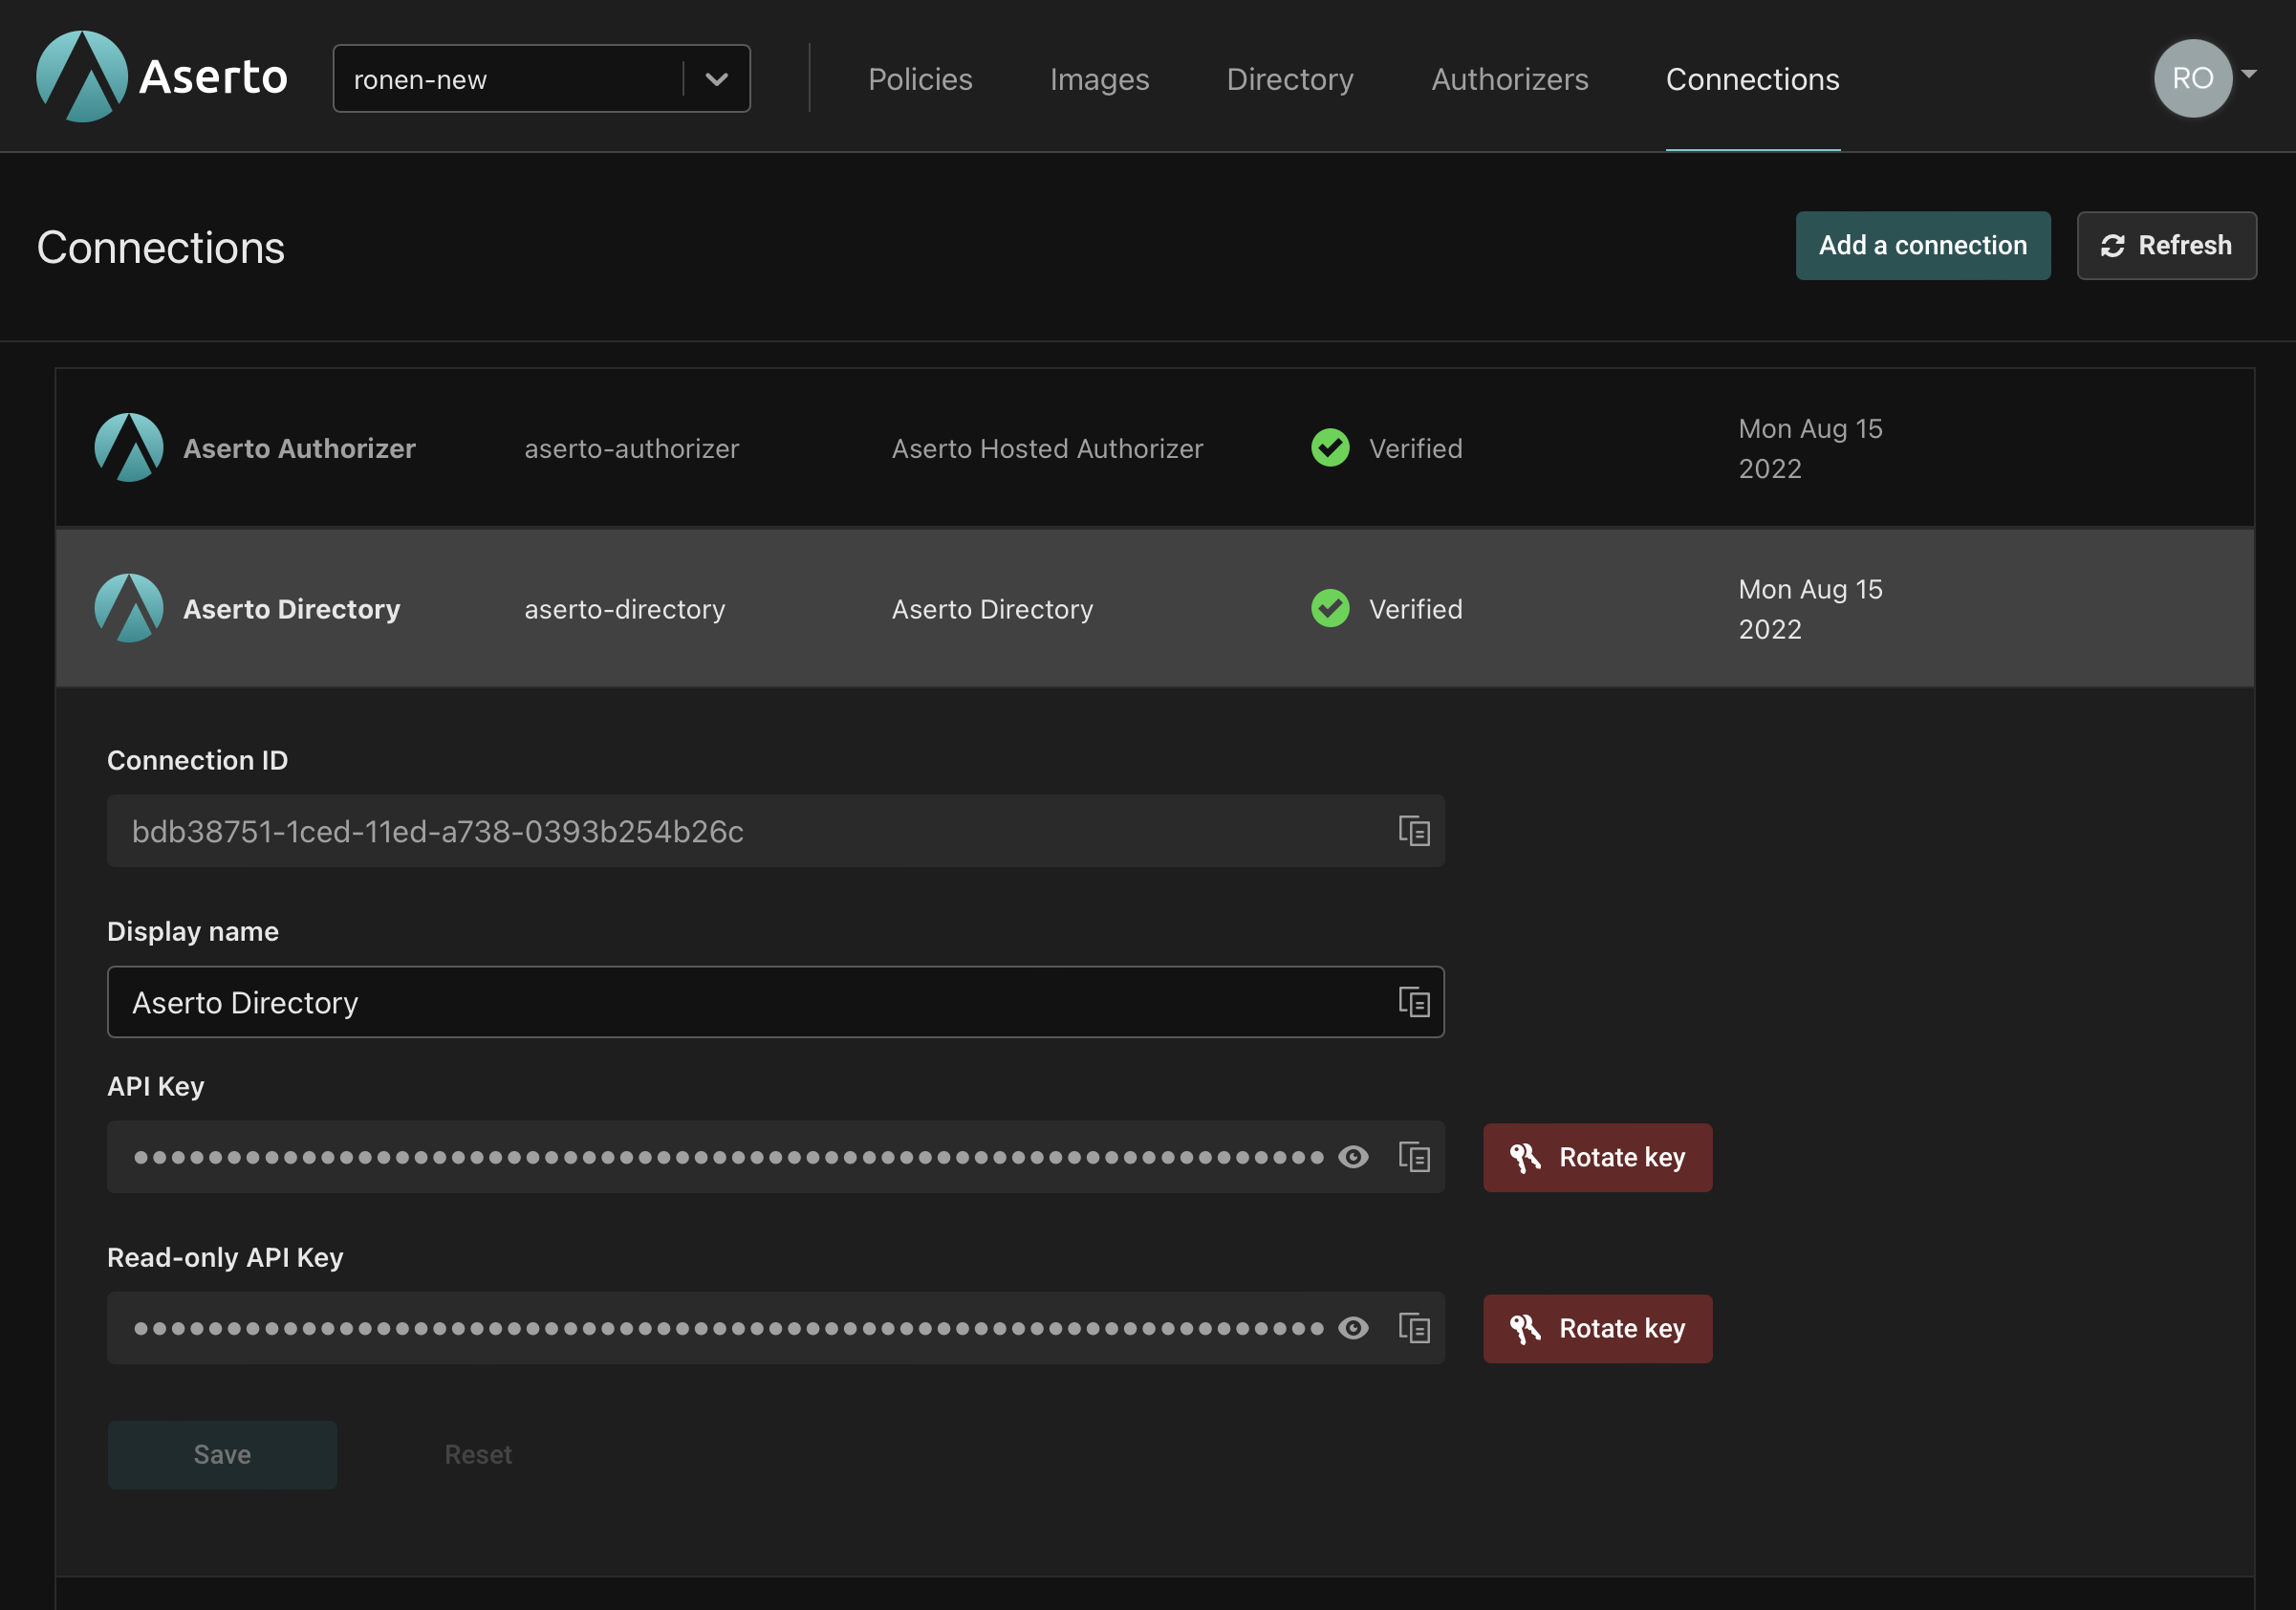 Aserto
ronen-new
Policies
Images
Directory
Authorizers
Connections
RO
Connections
Add a connection
Refresh
Aserto Authorizer
aserto-authorizer
Aserto Hosted Authorizer
Verified
Mon Aug 15
2022
Aserto Directory
aserto-directory
Aserto Directory
Verified
Mon Aug 15
2022
Connection ID
bdb38751-1ced-11ed-a738-0393b254b26c
Display name
Aserto Directory
API Key
Rotate key
Read-only API Key
Rotate key
Save
Reset